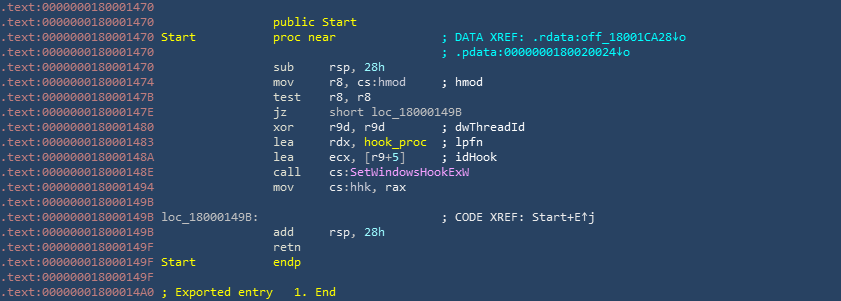 .text:0000000180001470
.text:0000000180001470 public Start
.text:0000000180001470 Start proc near ; DATA XREF: .rdata:off_18001CA28↓o
.text:0000000180001470 ; .pdata:0000000180020024↓o
.text:0000000180001470 sub rsp, 28h
.text:0000000180001474 mov r8, cs:hmod ; hmod
.text:000000018000147B test r8, r8
.text:000000018000147E jz short loc_18000149B
.text:0000000180001480 xor r9d, r9d ; dwThreadId
.text:0000000180001483 lea rdx, hook_proc ; lpfn
.text:000000018000148A lea ecx, [r9+5] ; idHook
.text:000000018000148E call cs:SetWindowsHookExW
.text:0000000180001494 mov cs:hhk, rax
.text:000000018000149B
.text:000000018000149B loc_18000149B: ; CODE XREF: Start+E↑j
.text:000000018000149B add rsp, 28h
.text:000000018000149F retn
.text:000000018000149F Start endp
.text:000000018000149F
.text:00000001800014A0 ; Exported entry 1. End